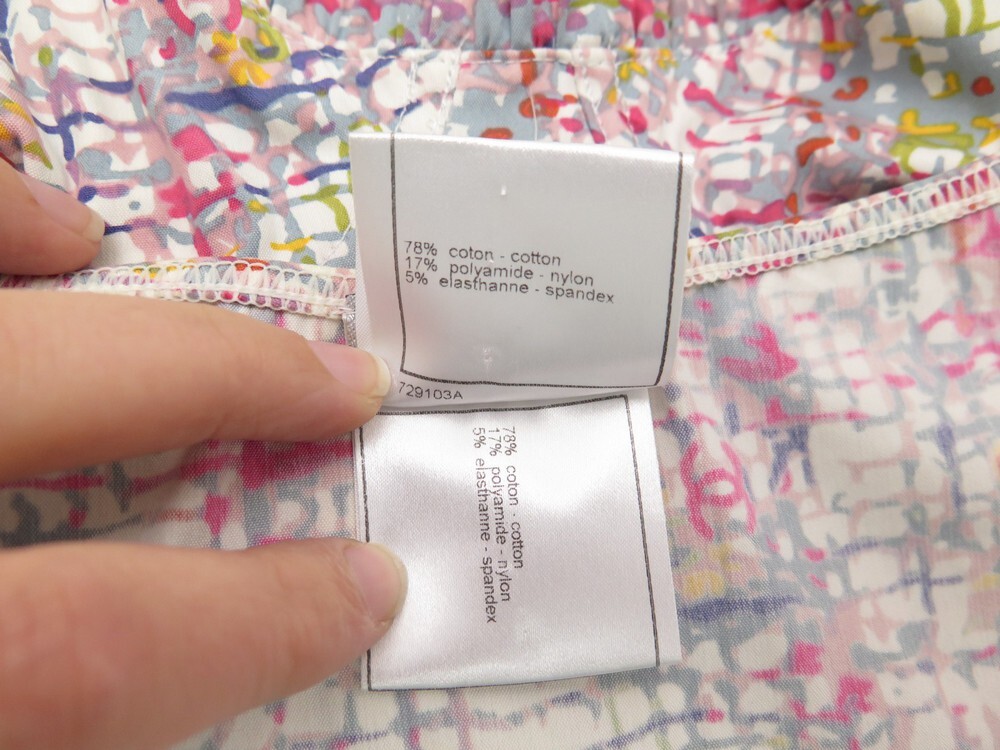 78% coton - cotton
17% polyamide - nylon
5% elasthanne - spandex
729103A
78% coton - cotton
17% polyamide - nylon
5% elasthanne - spandex